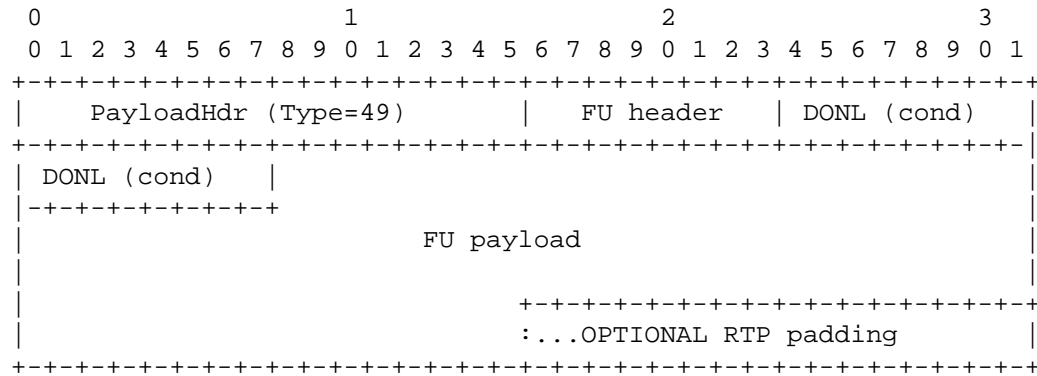 0                   1                   2                   3
 0 1 2 3 4 5 6 7 8 9 0 1 2 3 4 5 6 7 8 9 0 1 2 3 4 5 6 7 8 9 0 1
+-+-+-+-+-+-+-+-+-+-+-+-+-+-+-+-+-+-+-+-+-+-+-+-+-+-+-+-+-+-+-+-+
|    PayloadHdr (Type=49)       |   FU header   | DONL (cond)   |
+-+-+-+-+-+-+-+-+-+-+-+-+-+-+-+-+-+-+-+-+-+-+-+-+-+-+-+-+-+-+-+-|
| DONL (cond)   |                                               |
|-+-+-+-+-+-+-+-+                                               |
|                         FU payload                            |
|                                                               |
|                               +-+-+-+-+-+-+-+-+-+-+-+-+-+-+-+-+
|                               :...OPTIONAL RTP padding        |
+-+-+-+-+-+-+-+-+-+-+-+-+-+-+-+-+-+-+-+-+-+-+-+-+-+-+-+-+-+-+-+-+